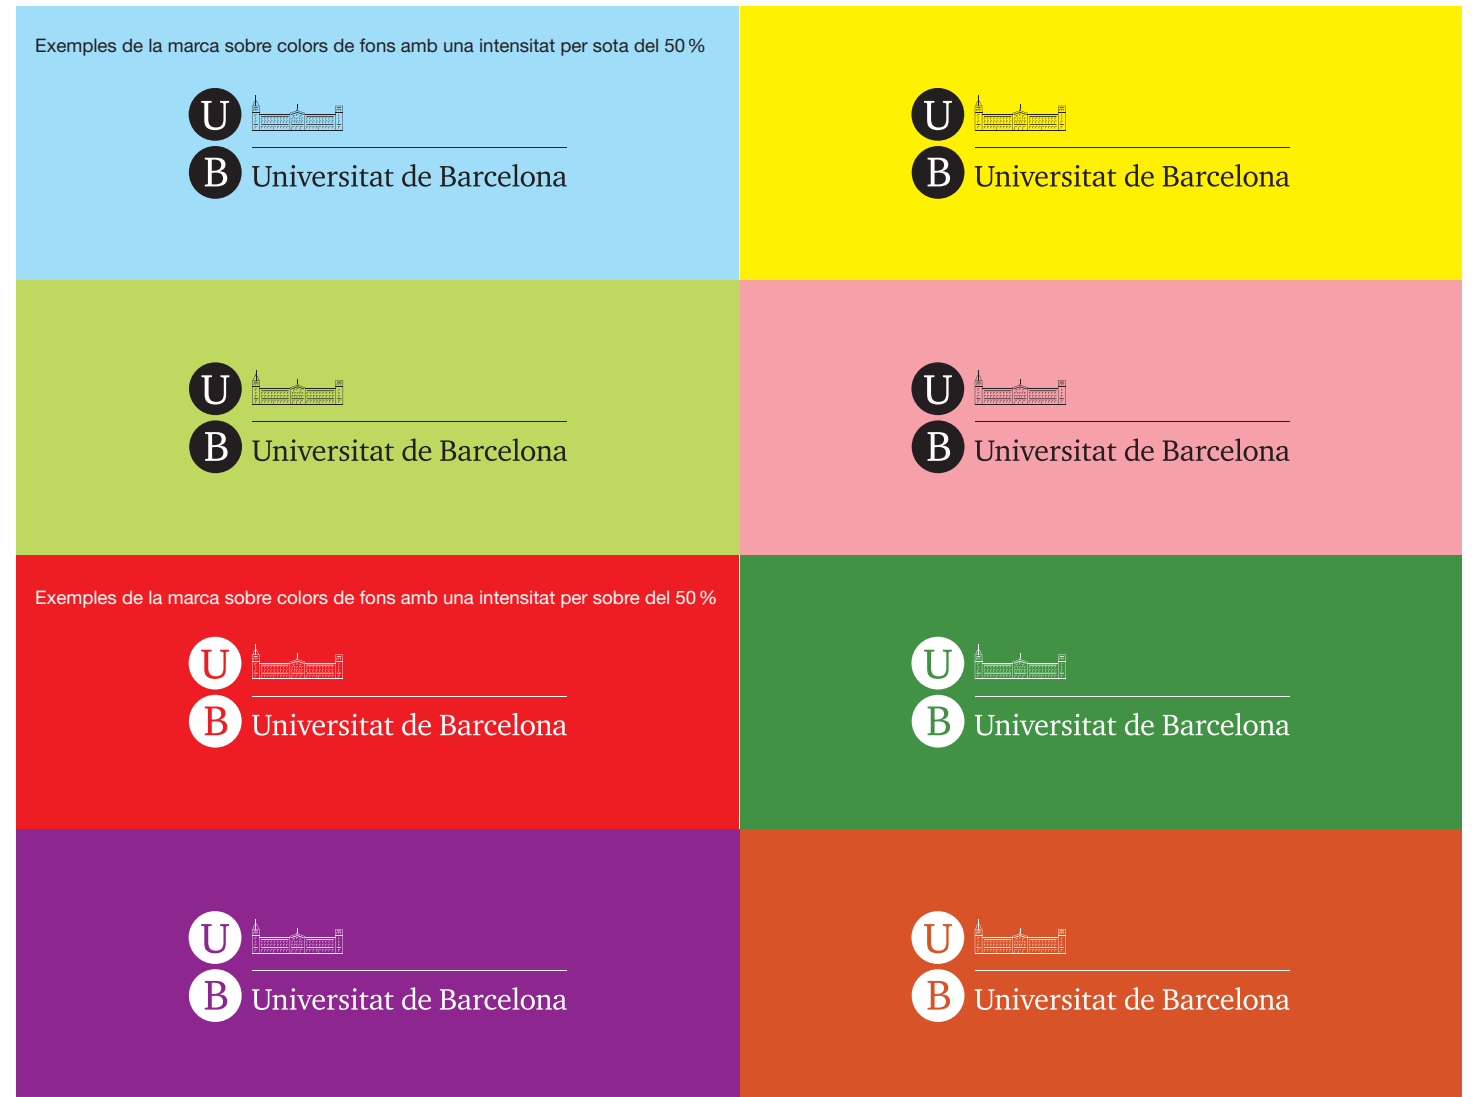 Exemples de la marca sobre colors de fons amb una intensitat per sota del 50 %
U
B Universitat de Barcelona
U
B Universitat de Barcelona
U
B Universitat de Barcelona
U
B Universitat de Barcelona
Exemples de la marca sobre colors de fons amb una intensitat per sobre del 50 %
U
B Universitat de Barcelona
U
B Universitat de Barcelona
U
B Universitat de Barcelona
U
B Universitat de Barcelona